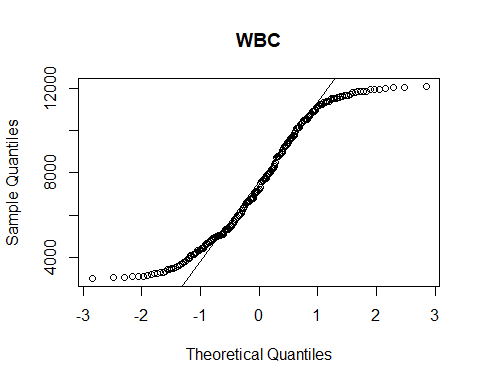 WBC
Sample Quantiles
12000
8000
4000
-3 -2 -1 0 1 2 3
Theoretical Quantiles